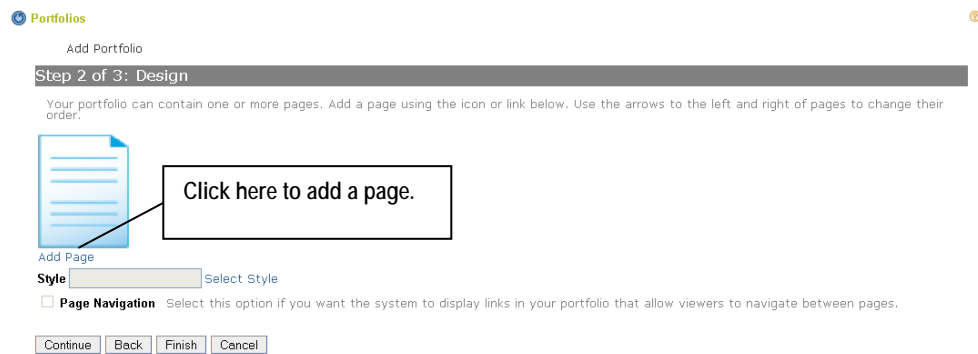 Portfolios
Add Portfolio
Step 2 of 3: Design
Your portfolio can contain one or more pages. Add a page using the icon or link below. Use the arrows to the left and right of pages to change their
order.
Click here to add a page.
Add Page
Style Select Style
Page Navigation Select this option if you want the system to display links in your portfolio that allow viewers to navigate between pages.
Continue Back Finish Cancel